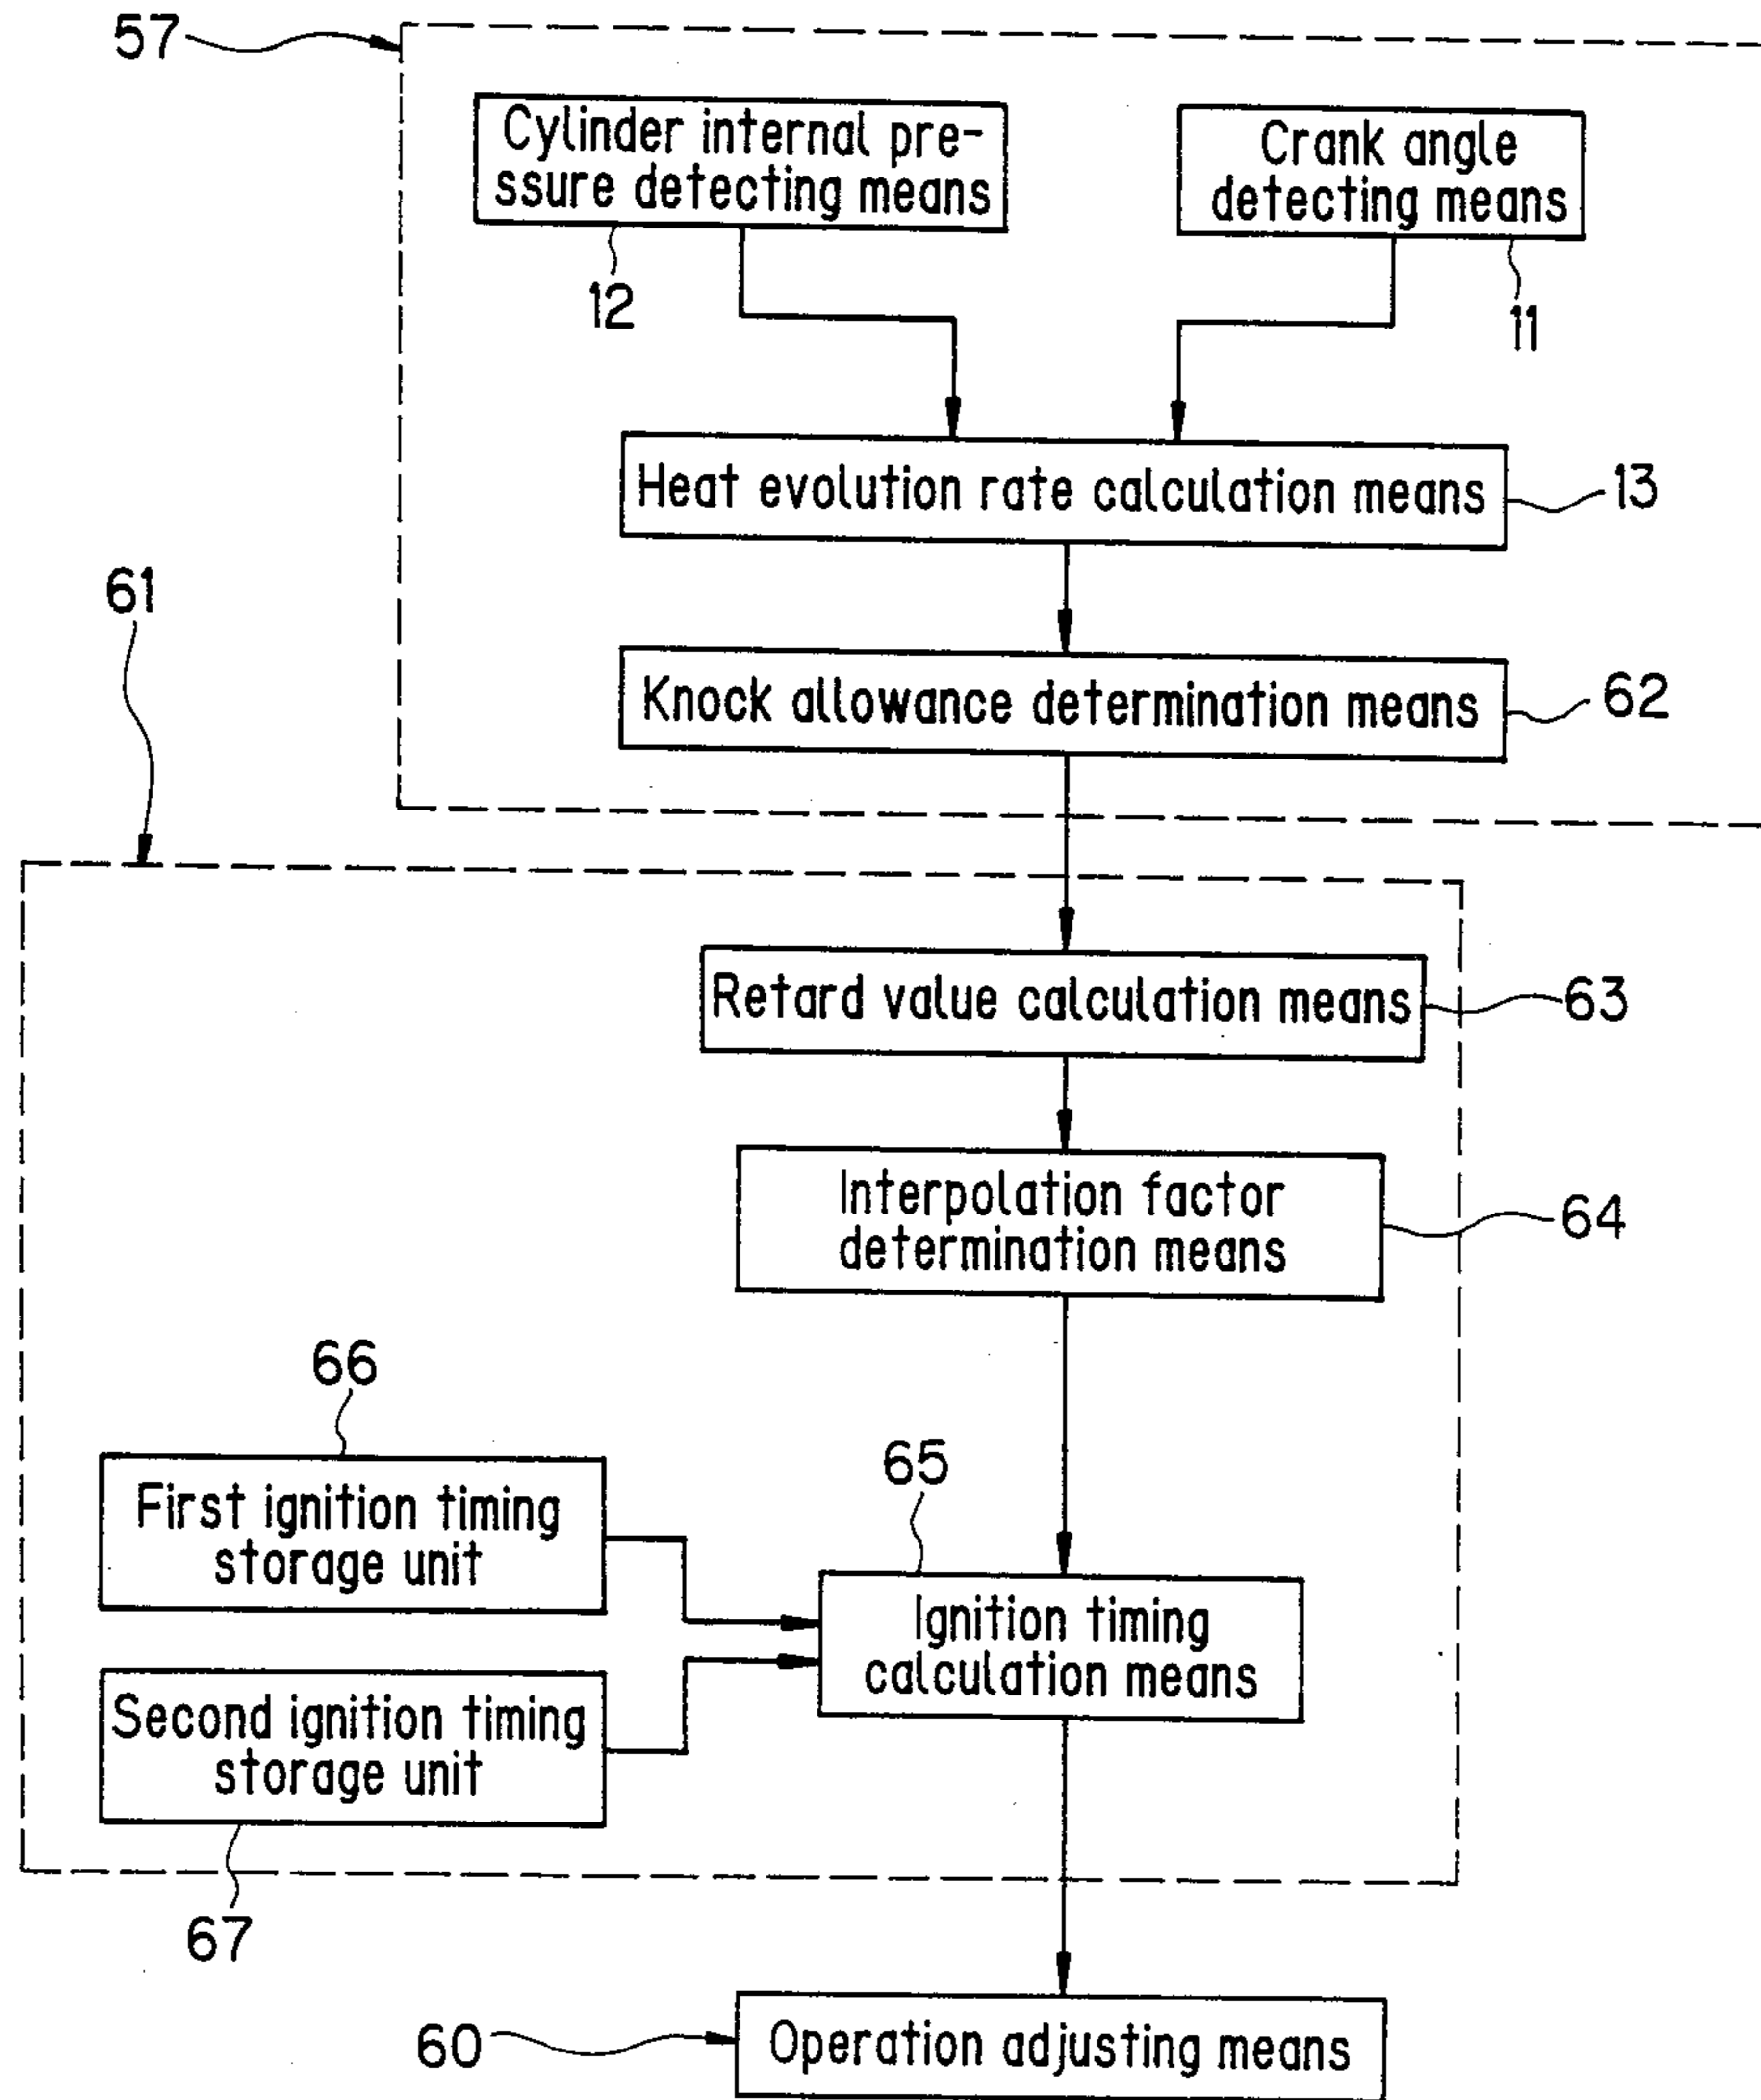 57
Cylinder internal pre-
ssure detecting means
Crank angle
detecting means
12
11
Heat evolution rate calculation means
13
61
Knock allowance determination means
62
Retard value calculation means
63
Interpolation factor
determination means
64
66
65
First ignition timing
storage unit
Ignition timing
calculation means
Second ignition timing
storage unit
67
60
Operation adjusting means